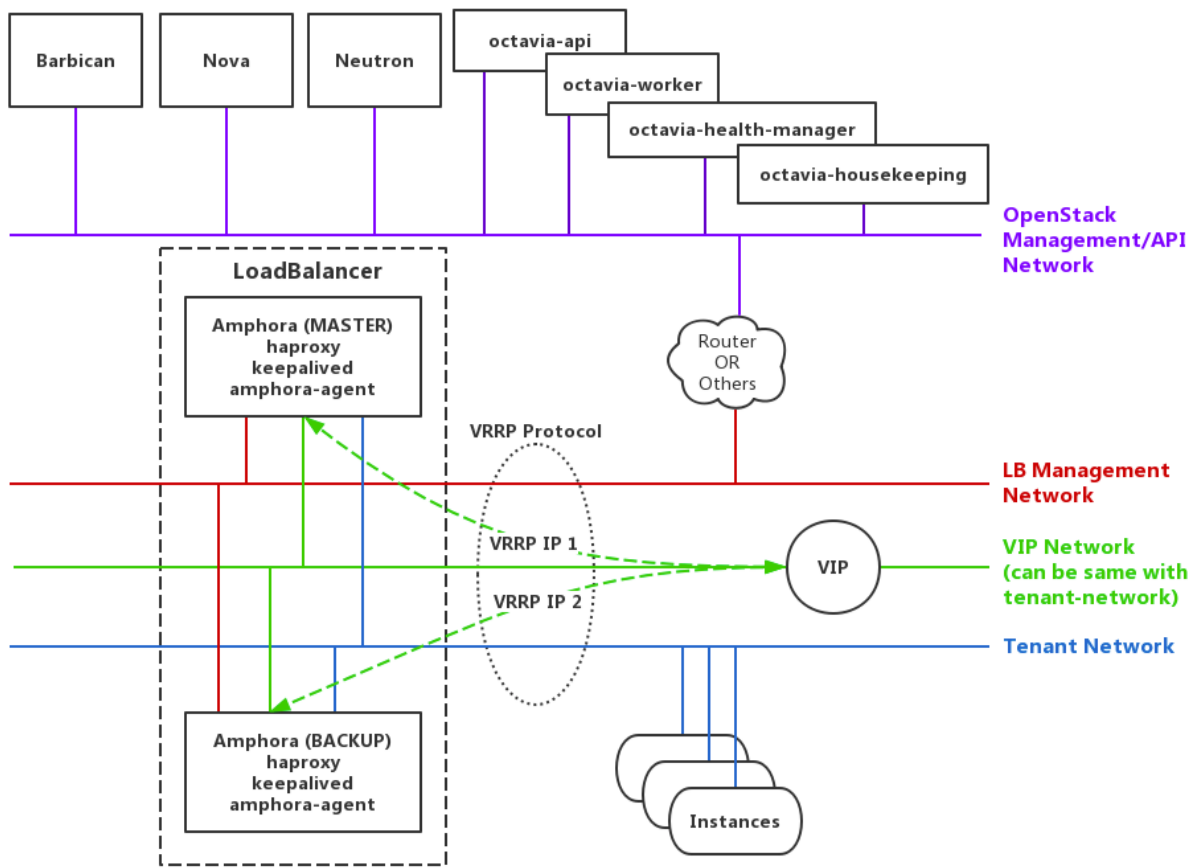 Barbican
Nova
Neutron
octavia-api
octavia-worker
octavia-health-manager
octavia-housekeeping
OpenStack
Management/API
Network
LoadBalancer
Amphora (MASTER)
haproxy
keepalived
amphora-agent
Router
OR
Others
VRRP Protocol
LB Management
Network
VRRP IP 1
VIP
VIP Network
(can be same with
tenant-network)
VRRP IP 2
Tenant Network
Amphora (BACKUP)
haproxy
keepalived
amphora-agent
Instances